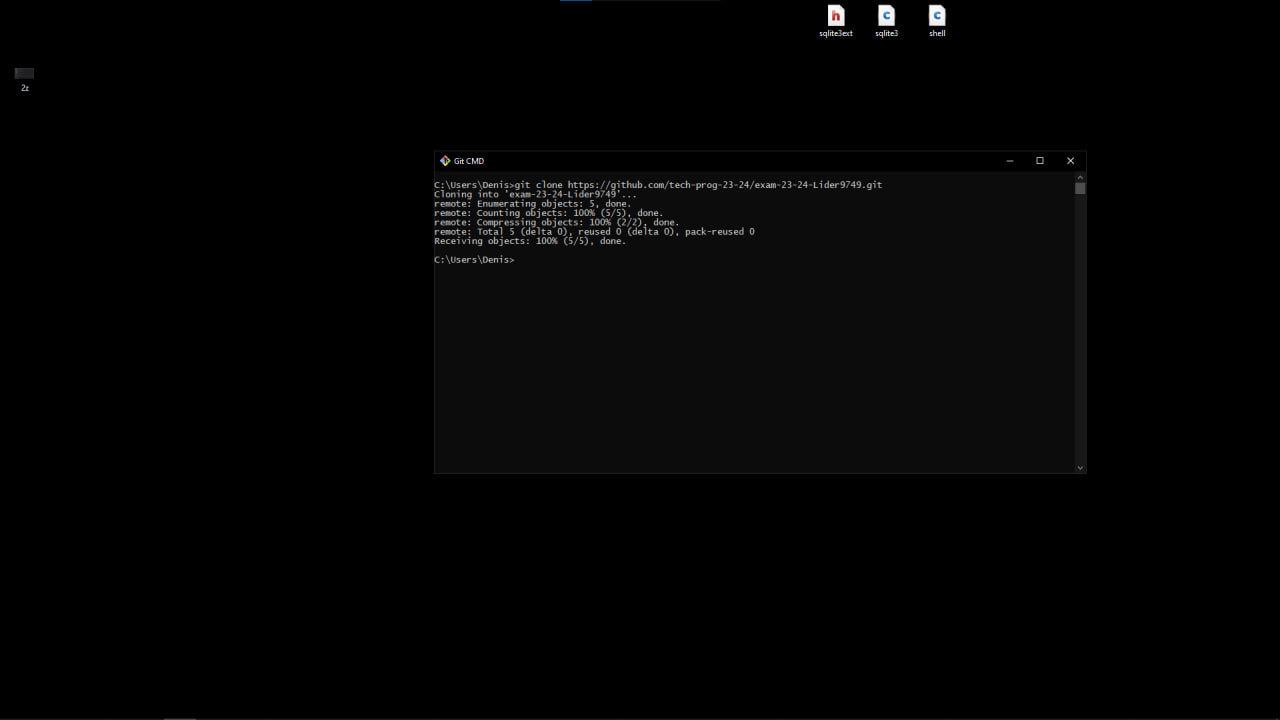 sqlite3ext
sqlite3
shell
2z
Git CMD
C:\Users\Denis>git clone https://github.com/tech-prog-23-24/exam-23-24-Lider9749.git
Cloning into 'exam-23-24-Lider9749'...
remote: Enumerating objects: 5, done.
remote: Counting objects: 100% (5/5), done.
remote: Compressing objects: 100% (2/2), done.
remote: Total 5 (delta 0), reused 0 (delta 0), pack-reused 0
Receiving objects: 100% (5/5), done.
C:\Users\Denis>